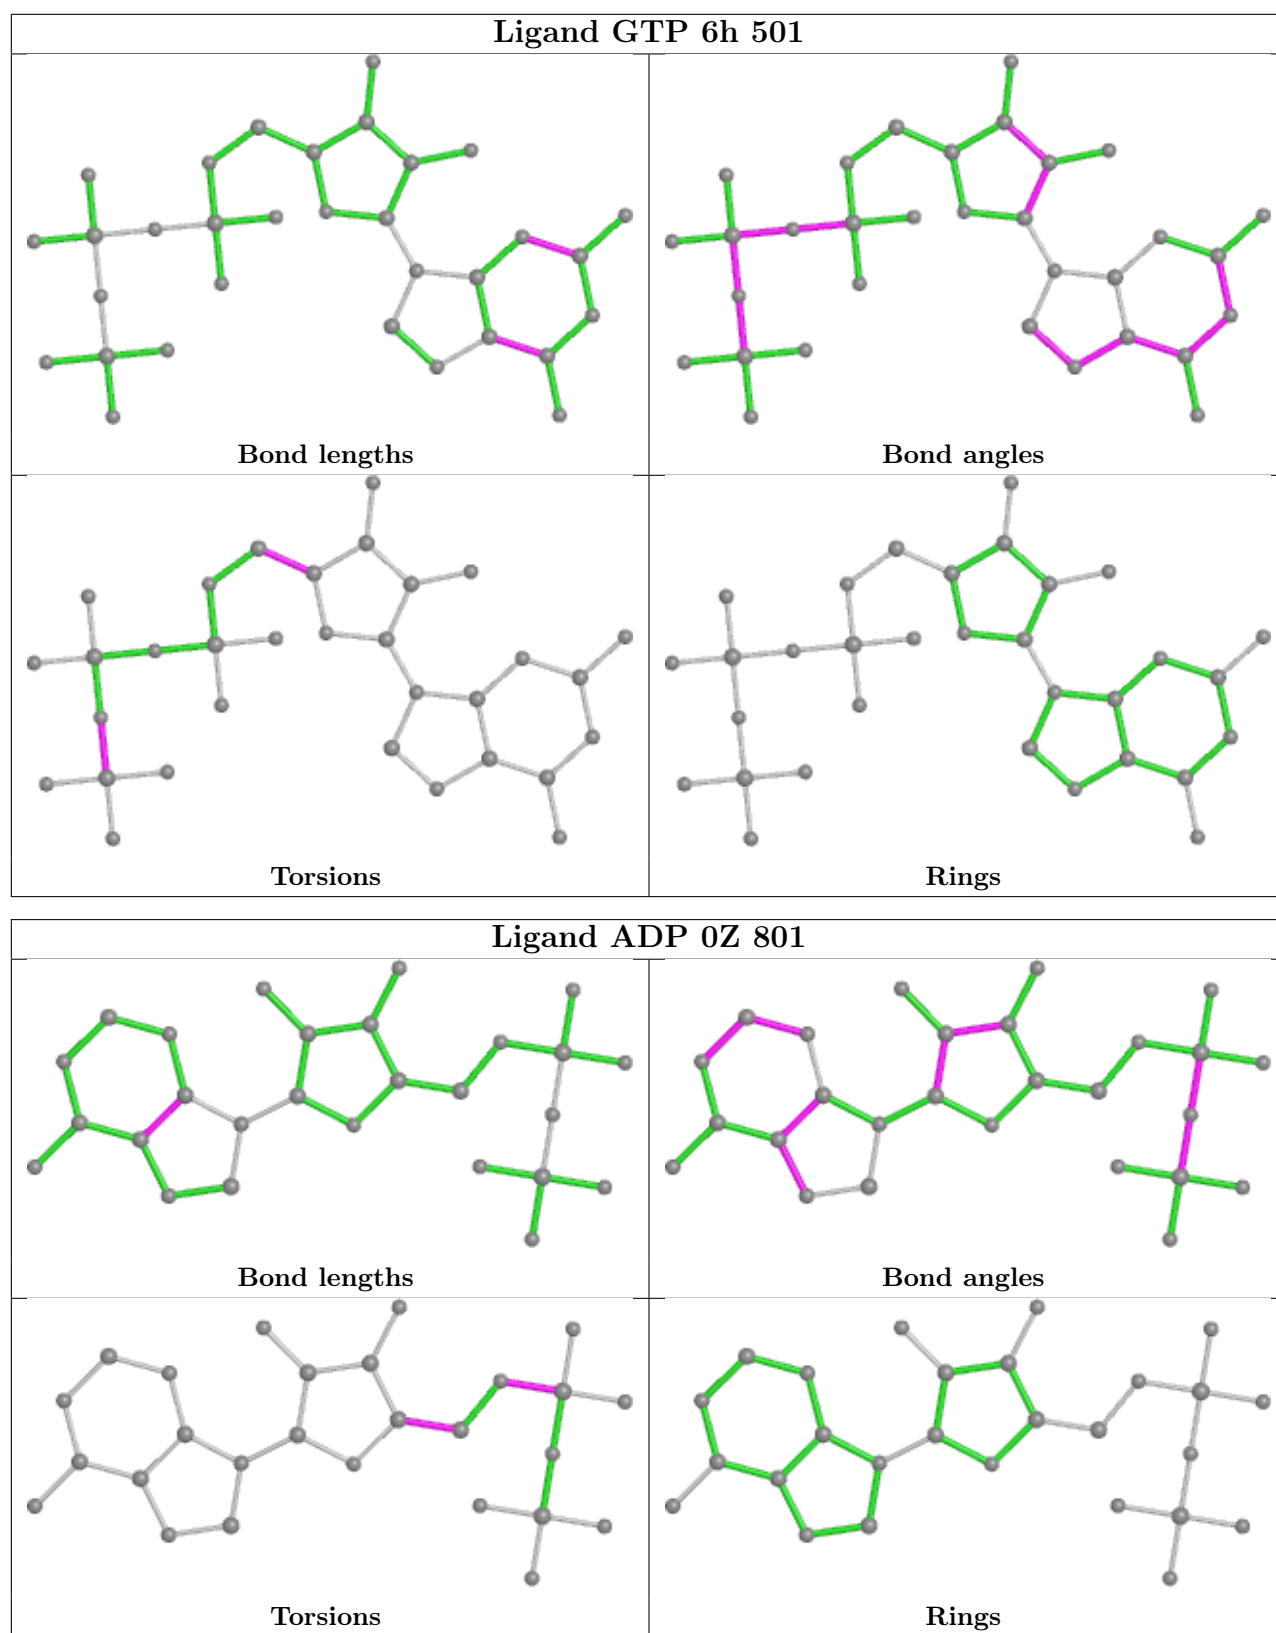 Ligand GTP 6h 501
Bond lengths
Bond angles
Torsions
Rings
Ligand ADP 0Z 801
Bond lengths
Bond angles
Torsions
Rings